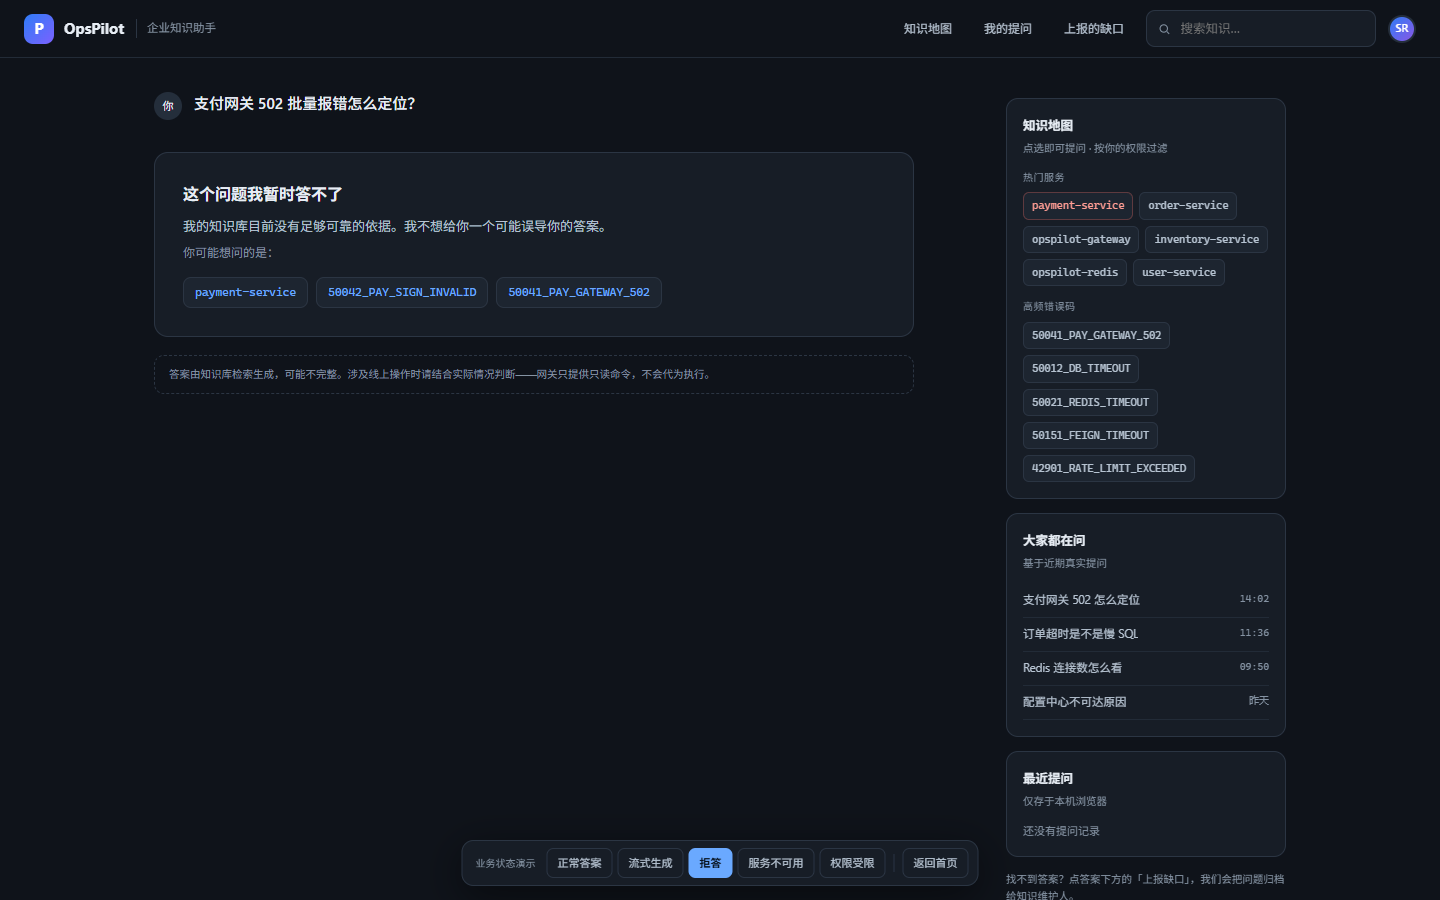 P OpsPilot 企业知识助手 知识地图 我的提问 上报的缺口 搜索知识... SR
你 支付网关 502 批量报错怎么定位?
这个问题我暂时答不了
我的知识库目前没有足够可靠的依据。我不想给你一个可能误导你的答案。
你可能想问的是：
payment-service 50042_PAY_SIGN_INVALID 50041_PAY_GATEWAY_502
答案由知识库检索生成，可能不完整。涉及线上操作时请结合实际情况判断——网关只提供只读命令，不会代为执行。
知识地图
点选即可提问 · 按你的权限过滤
热门服务
payment-service order-service
opspilot-gateway inventory-service
opspilot-redis user-service
高频错误码
50041_PAY_GATEWAY_502
50012_DB_TIMEOUT
50021_REDIS_TIMEOUT
50151_FEIGN_TIMEOUT
42901_RATE_LIMIT_EXCEEDED
大家都在问
基于近期真实提问
支付网关 502 怎么定位 14:02
订单超时是不是慢 SQL 11:36
Redis 连接数怎么看 09:50
配置中心不可达原因 昨天
最近提问
仅存于本机浏览器
还没有提问记录
找不到答案？点答案下方的「上报缺口」，我们会把问题归档
给知识维护人。
业务状态演示 正常答案 流式生成 拒答 服务不可用 权限受限 返回首页